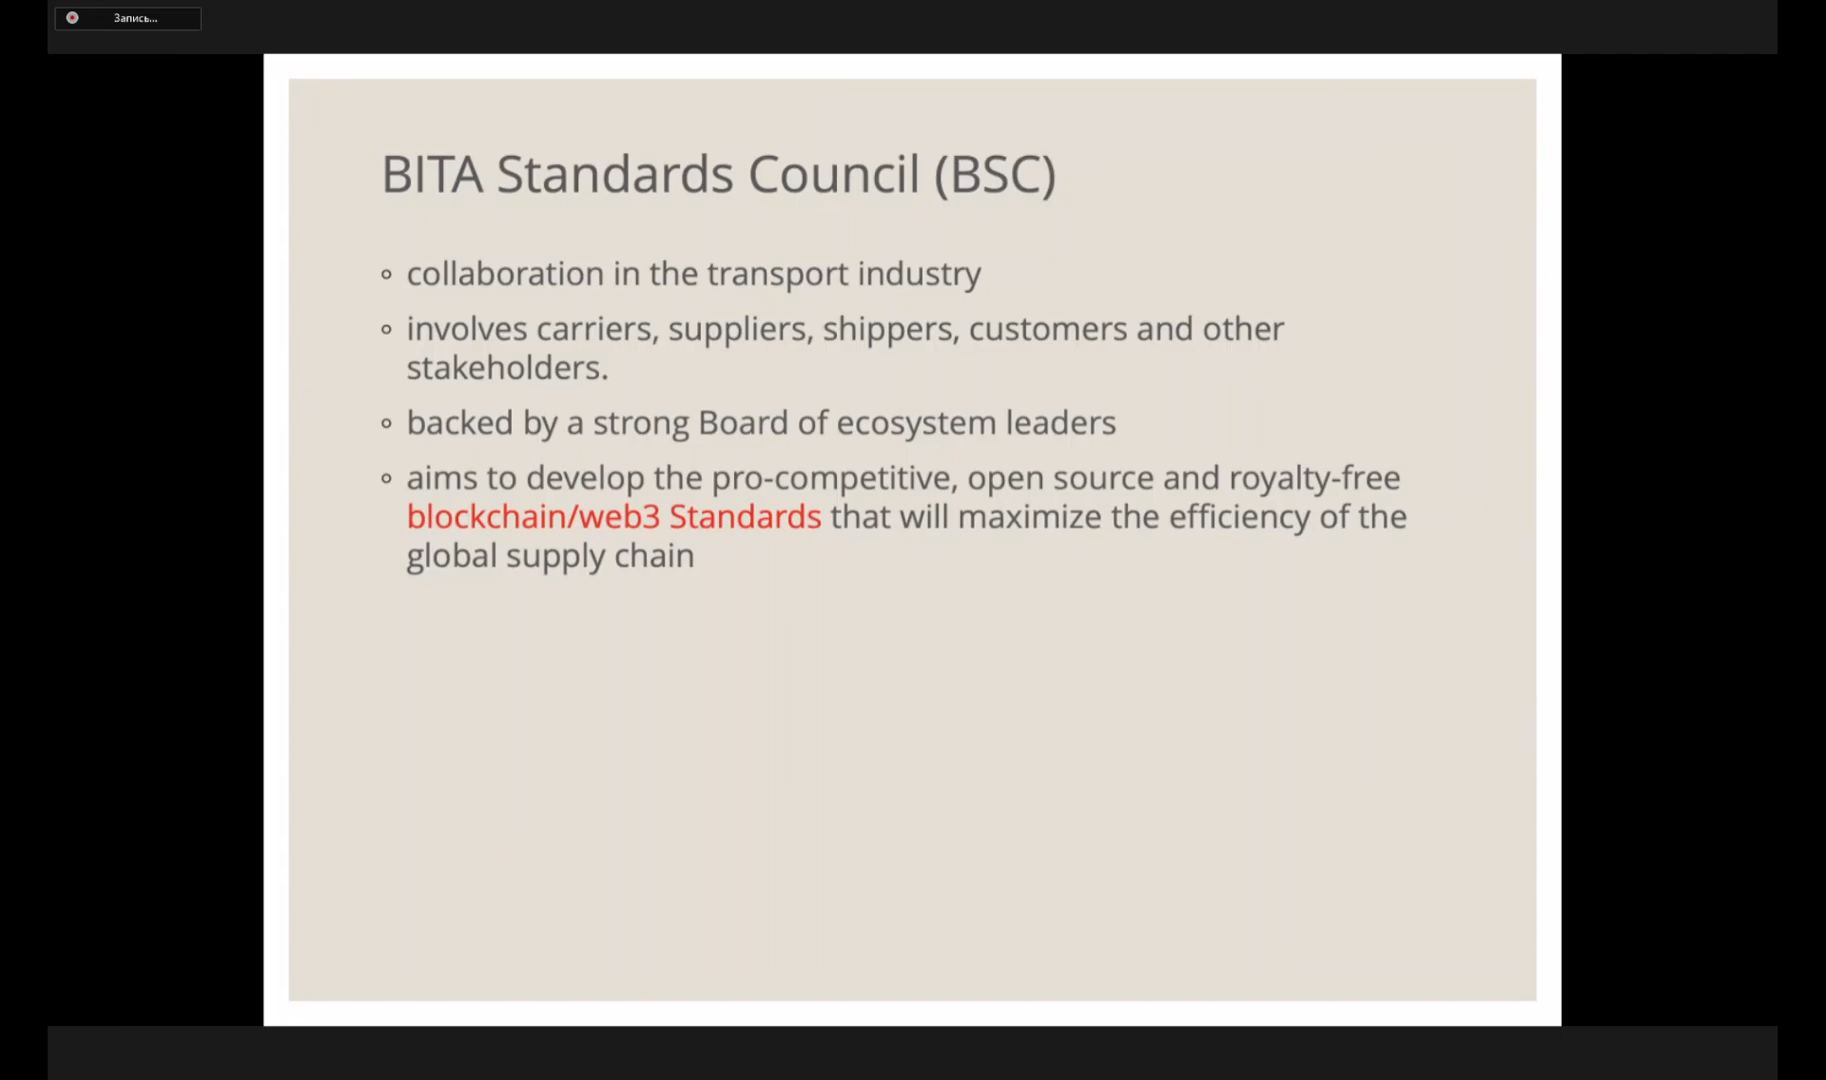 Запись...
BITA Standards Council (BSC)
◦ collaboration in the transport industry
◦ involves carriers, suppliers, shippers, customers and other
stakeholders.
◦ backed by a strong Board of ecosystem leaders
◦ aims to develop the pro-competitive, open source and royalty-free
blockchain/web3 Standards that will maximize the efficiency of the
global supply chain